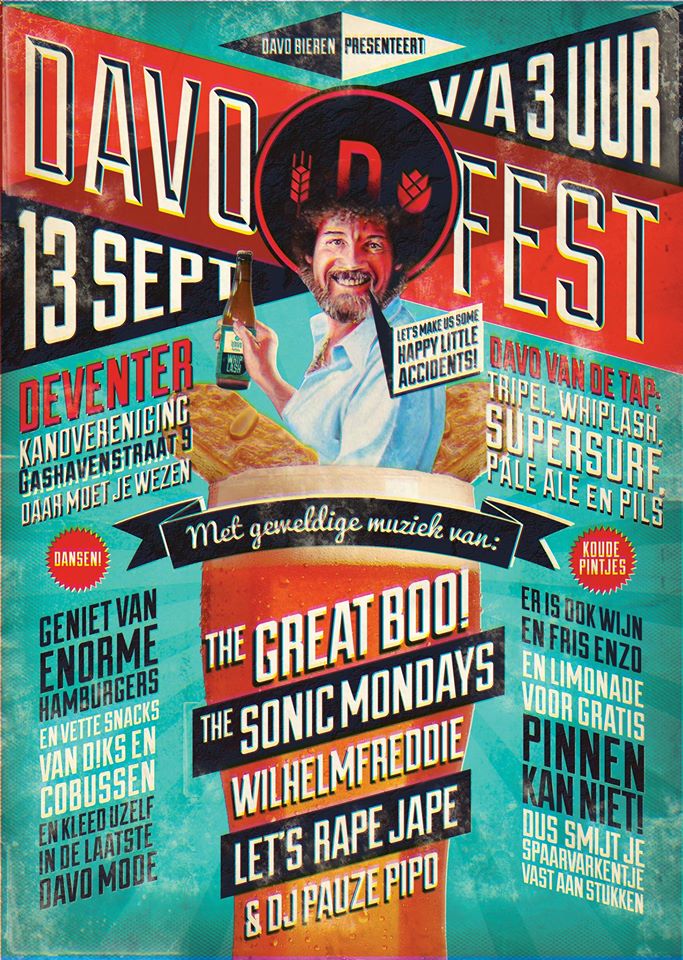 DAVO BIEREN PRESENTEERT
DAVO
V/A 3 UUR
FEST
D
13 SEPT
DAVO
WHIP
LASH
LET'S MAKE US SOME
HAPPY LITTLE
ACCIDENTS!
DEVENTER
KANOVERENIGING
GASHAVENSTRAAT 9
DAAR MOET JE WEZEN
DAVO VAN DE TAP:
TRIPEL, WHIPLASH,
SUPERSURF,
PALE ALE EN PILS
Met geweldige muziek van:
DANSEN!
KOUDE
PINTJES
GENIET VAN
ENORME
HAMBURGERS
EN VETTE SNACKS
VAN DIKS EN
COBUSSEN
EN KLEED UZELF
IN DE LAATSTE
DAVO MODE
THE GREAT BOO!
THE SONIC MONDAYS
WILHELMFREDDIE
LET'S RAPE JAPE
& DJ PAUZE PIPO
ER IS OOK WIJN
EN FRIS ENZO
EN LIMONADE
VOOR GRATIS
PINNEN
KAN NIET!
DUS SMIJT JE
SPAARVARKENTJE
VAST AAN STUKKEN